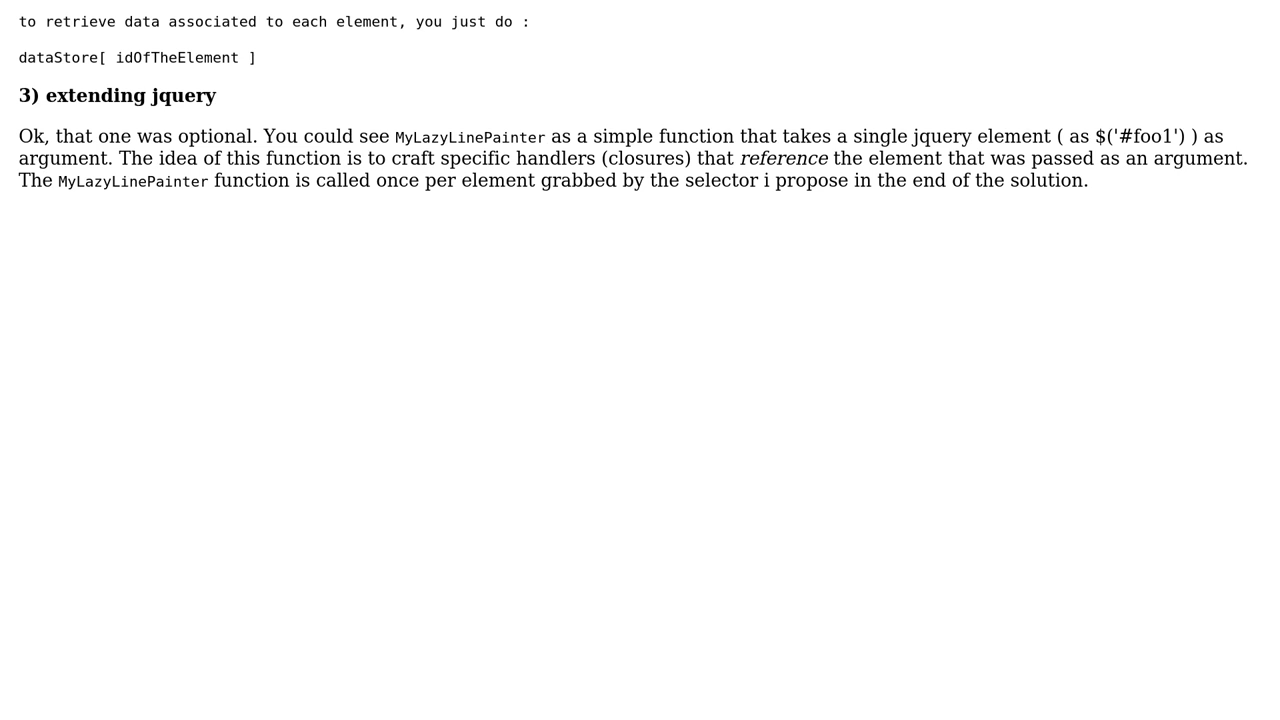 to retrieve data associated to each element, you just do :
dataStore[ idOfTheElement ]
3) extending jquery
Ok, that one was optional. You could see MyLazyLinePainter as a simple function that takes a single jquery element ( as $('#foo1') ) as
argument. The idea of this function is to craft specific handlers (closures) that reference the element that was passed as an argument.
The MyLazyLinePainter function is called once per element grabbed by the selector i propose in the end of the solution.